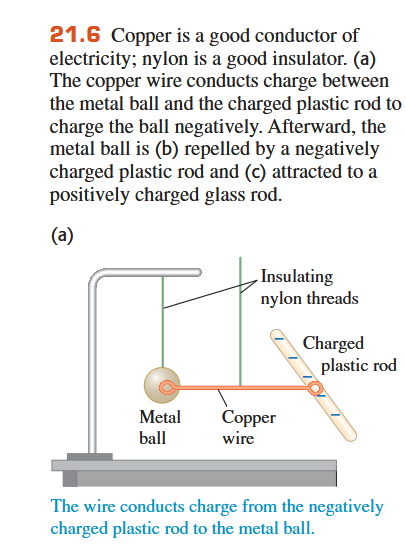 21.6 Copper is a good conductor of
electricity; nylon is a good insulator. (a)
The copper wire conducts charge between
the metal ball and the charged plastic rod to
charge the ball negatively. Afterward, the
metal ball is (b) repelled by a negatively
charged plastic rod and (c) attracted to a
positively charged glass rod.
(a)
Insulating
nylon threads
Charged
plastic rod
Metal
ball
Copper
wire
The wire conducts charge from the negatively
charged plastic rod to the metal ball.